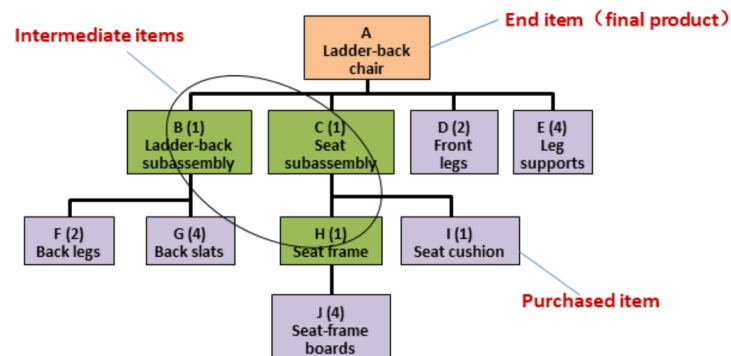 Intermediate items
End item（final product）
A
Ladder-back
chair
B (1)
Ladder-back
subassembly
C (1)
Seat
subassembly
D (2)
Front
legs
E (4)
Leg
supports
F (2)
Back legs
G (4)
Back slats
H (1)
Seat frame
I (1)
Seat cushion
Purchased item
J (4)
Seat-frame
boards